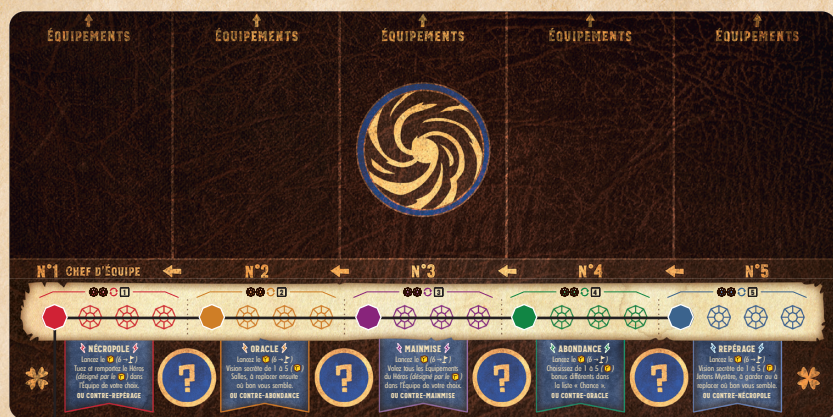 ÉQUIPEMENTS ÉQUIPEMENTS ÉQUIPEMENTS ÉQUIPEMENTS ÉQUIPEMENTS
N°1 CHEF D'ÉQUIPE N°2 N°3 N°4 N°5
1 2 3 4 5
NÉCROPOLE
Lancez le (6→)
Tuez et remportez le Héros
(désigné par le) dans
l'Équipe de votre choix.
OU CONTRE-REPÉRAGE
?
ORACLE
Lancez le (6→)
Vision secrète de 1 à 5 ()
Salles, à replacer ensuite
où bon vous semble.
OU CONTRE-ABONDANCE
?
MAINMISE
Lancez le (6→)
Volez tous les Équipements
du Héros (désigné par le)
dans l'Équipe de votre choix.
OU CONTRE-MAINMISE
?
ABONDANCE
Lancez le (6→)
Choisissez de 1 à 5 ()
bonus différents dans
la liste « Chance ».
OU CONTRE-ORACLE
?
REPÉRAGE
Lancez le (6→)
Vision secrète de 1 à 5 ()
Jetons Mystère, à garder ou à
replacer où bon vous semble.
OU CONTRE-NÉCROPOLE